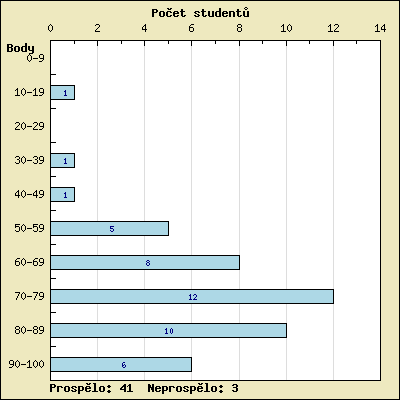 Počet studentů
0 2 4 6 8 10 12 14
Body
0-9
10-19 1
20-29
30-39 1
40-49 1
50-59 5
60-69 8
70-79 12
80-89 10
90-100 6
Prospělo: 41 Neprospělo: 3